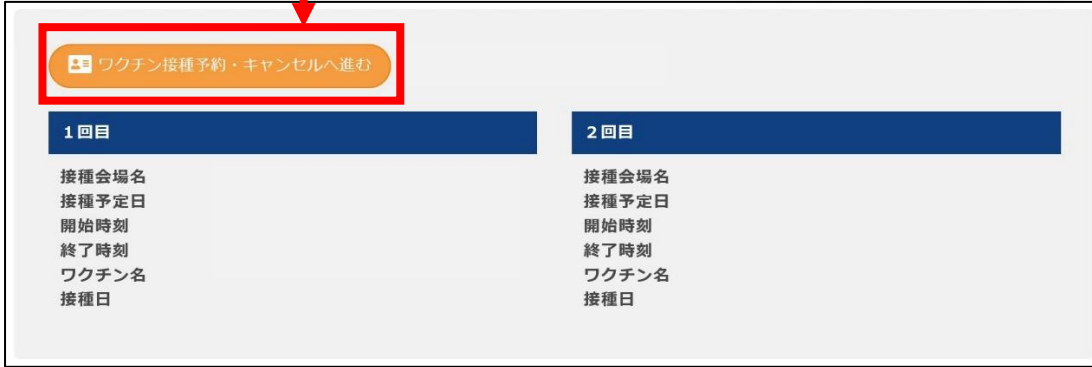 ワクチン接種予約・キャンセルへ進む
1回目
接種会場名
接種予定日
開始時刻
終了時刻
ワクチン名
接種日
2回目
接種会場名
接種予定日
開始時刻
終了時刻
ワクチン名
接種日